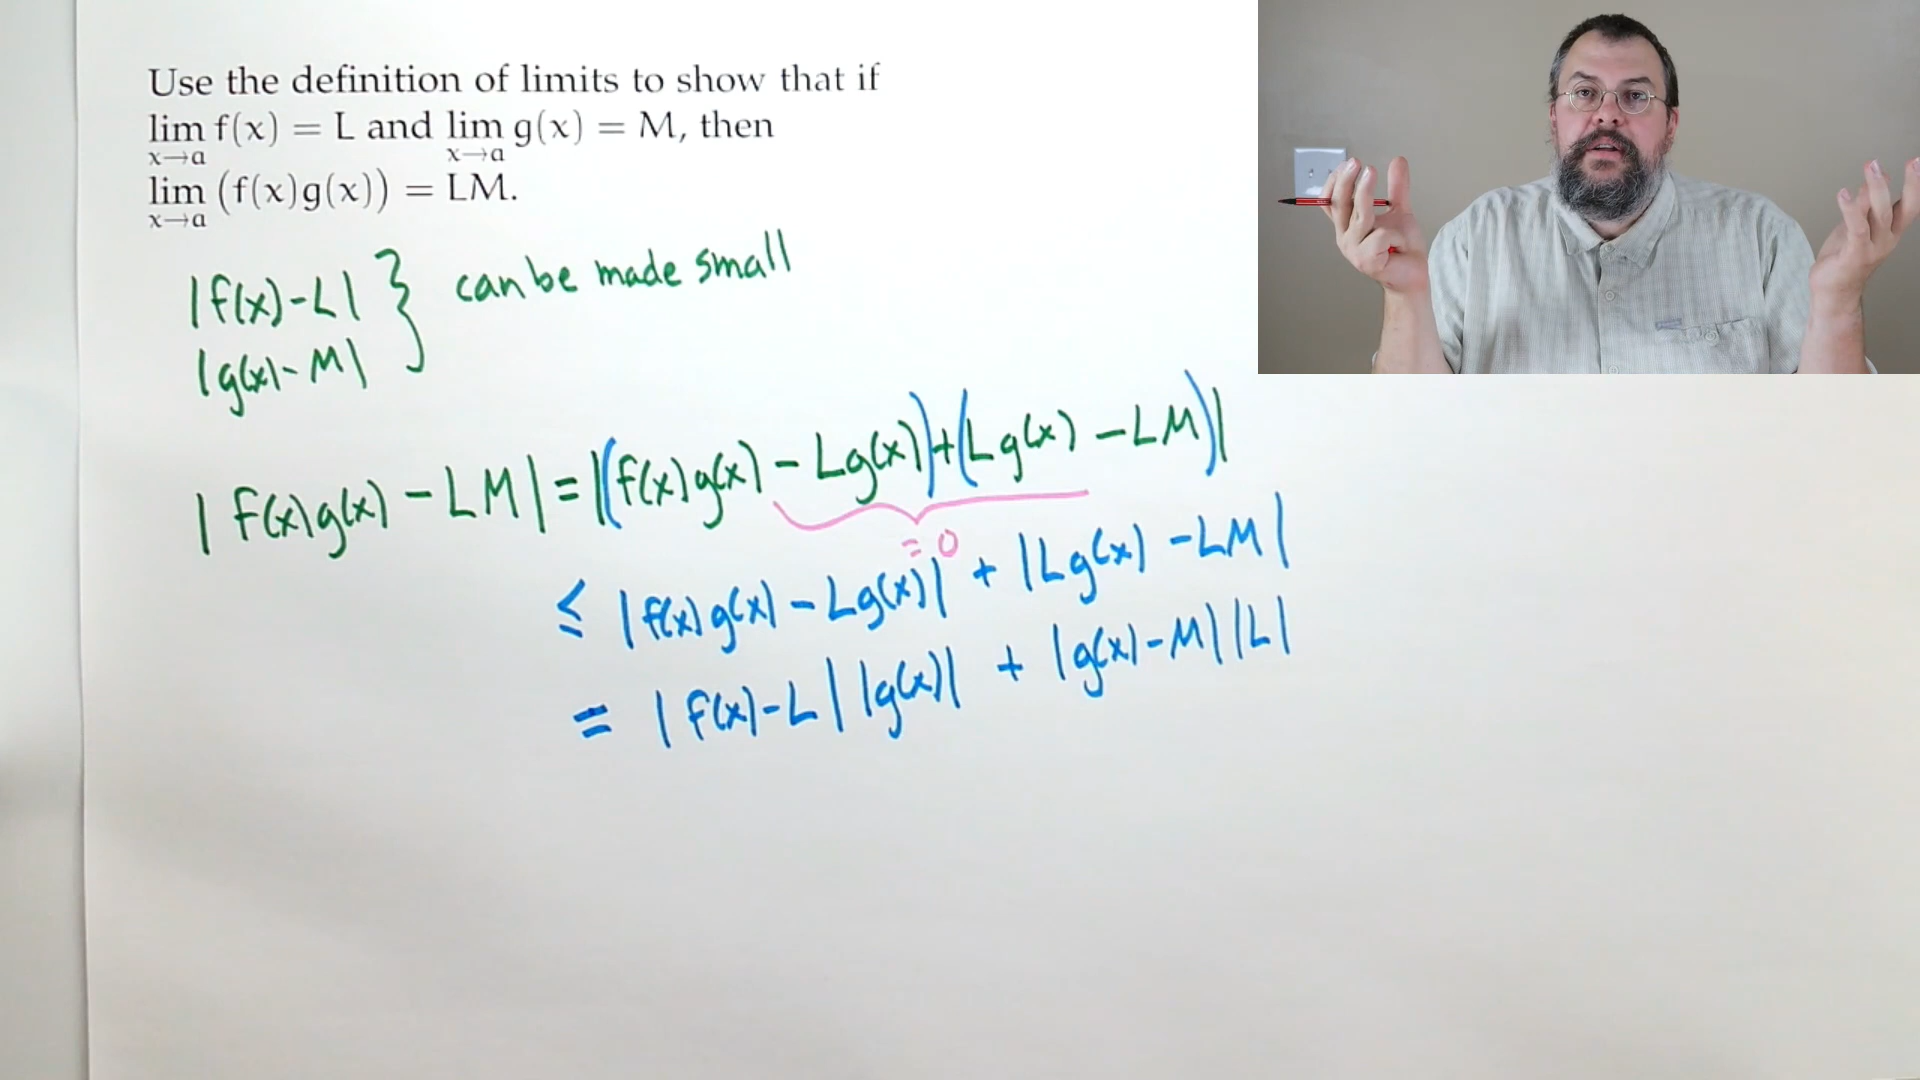 Use the definition of limits to show that if
lim f(x) = L and lim g(x) = M, then
x→a x→a
lim (f(x)g(x)) = LM.
x→a
|f(x)-L| } can be made small
|g(x)-M|
|f(x)g(x) - LM| = |(f(x)g(x) - Lg(x)) + (Lg(x) - LM)|
= 0
≤ |f(x)g(x) - Lg(x)| + |Lg(x) - LM|
= |f(x)-L||g(x)| + |g(x)-M||L|